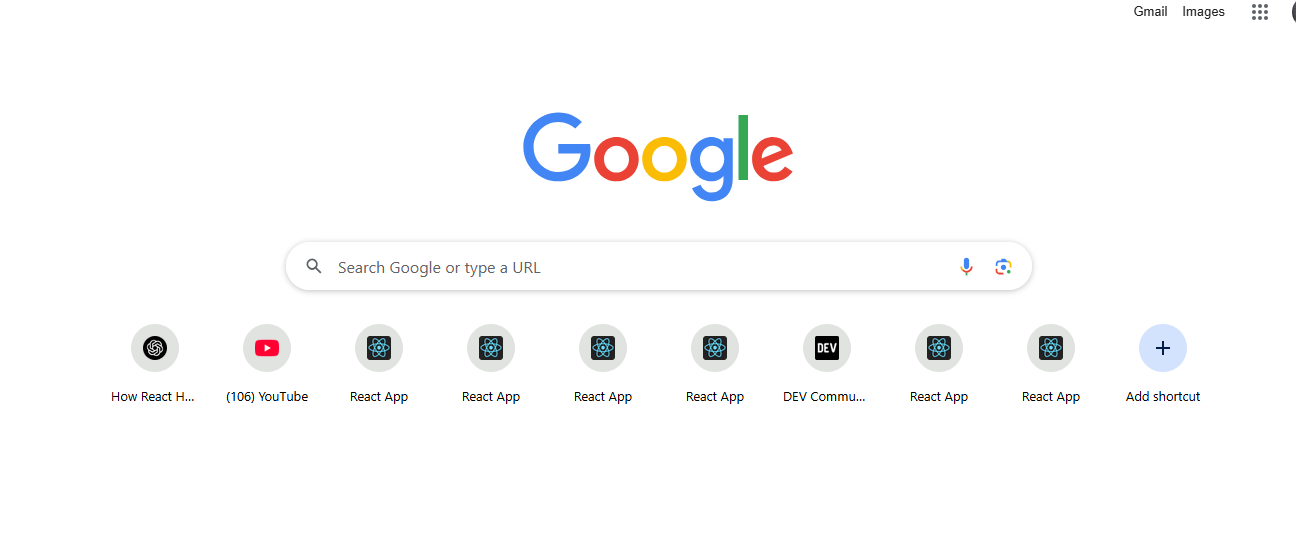 Gmail Images
Google
Search Google or type a URL
DEV
How React H... (106) YouTube React App React App React App React App DEV Commu... React App React App Add shortcut